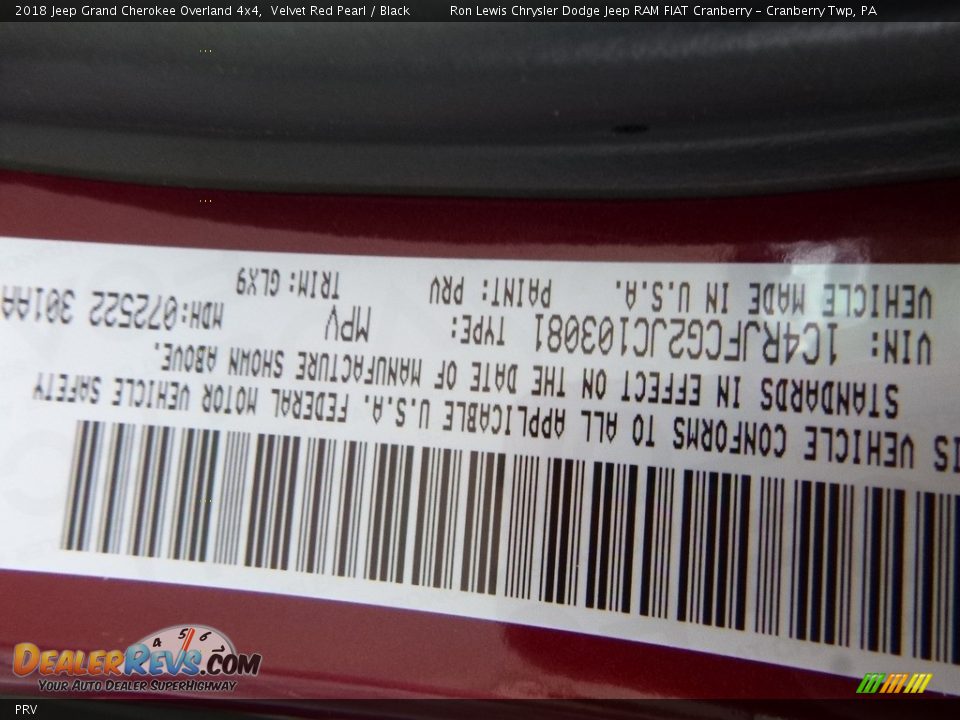 2018 Jeep Grand Cherokee Overland 4x4, Velvet Red Pearl / Black Ron Lewis Chrysler Dodge Jeep RAM FIAT Cranberry - Cranberry Twp, PA
IS VEHICLE CONFORMS TO ALL APPLICABLE U.S.A. FEDERAL MOTOR VEHICLE SAFETY
STANDARDS IN EFFECT ON THE DATE OF MANUFACTURE SHOWN ABOVE.
VIN: 1C4RJFCG2JC103081 TYPE: MPV MDH:072522 301AA
VEHICLE MADE IN U.S.A. PAINT: PRV TRIM: GLX9
4 5 6
DEALERREVS.COM
YOUR AUTO DEALER SUPERHIGHWAY
PRV